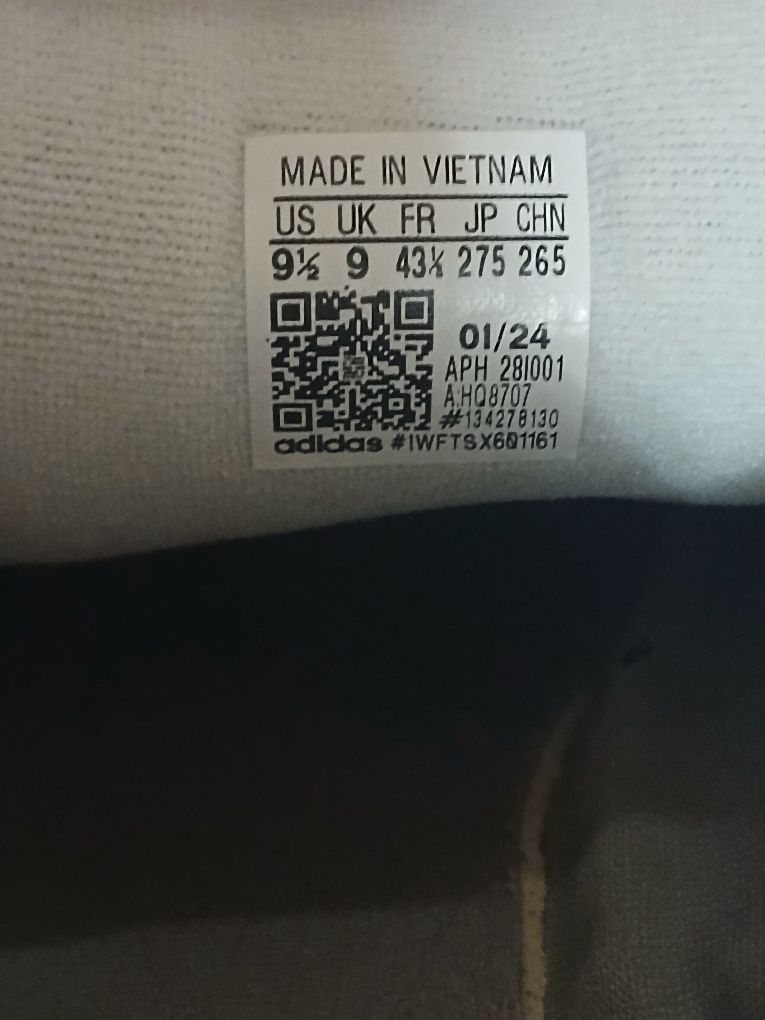 MADE IN VIETNAM
US UK FR JP CHN
9½ 9 43⅓ 275 265
01/24
APH 28I001
A:HQ8707
#134278130
adidas #IWFTSX601161